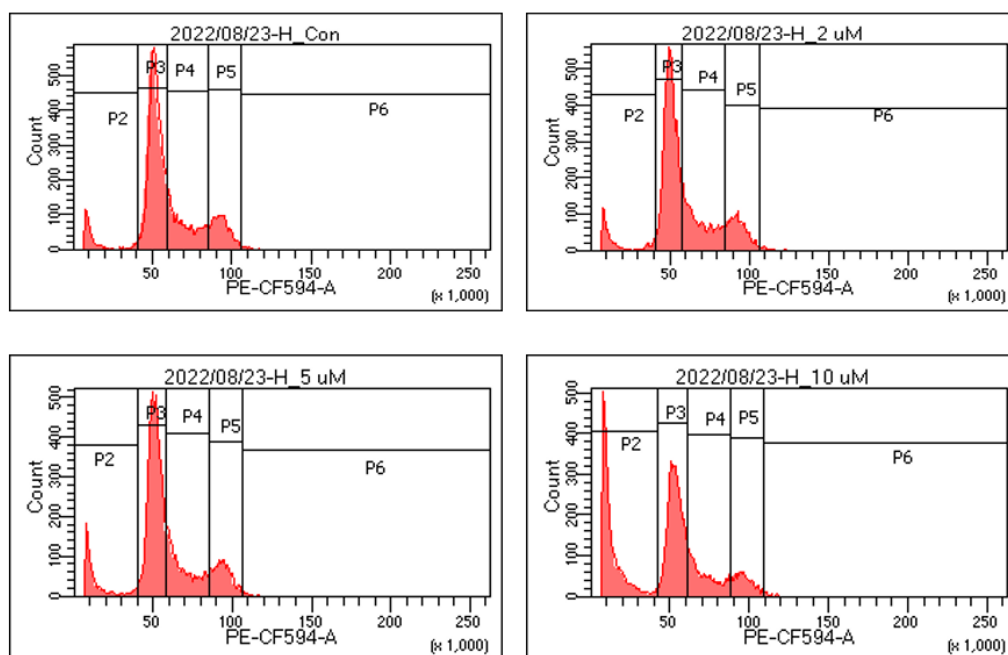 2022/08/23-H_Con
Count
0 100 200 300 400 500
P2 P3 P4 P5 P6
50 100 150 200 250
PE-CF594-A
(x 1,000)
2022/08/23-H_2 uM
Count
0 100 200 300 400 500
P2 P3 P4 P5 P6
50 100 150 200 250
PE-CF594-A
(x 1,000)
2022/08/23-H_5 uM
Count
0 100 200 300 400 500
P2 P3 P4 P5 P6
50 100 150 200 250
PE-CF594-A
(x 1,000)
2022/08/23-H_10 uM
Count
0 100 200 300 400 500
P2 P3 P4 P5 P6
50 100 150 200 250
PE-CF594-A
(x 1,000)